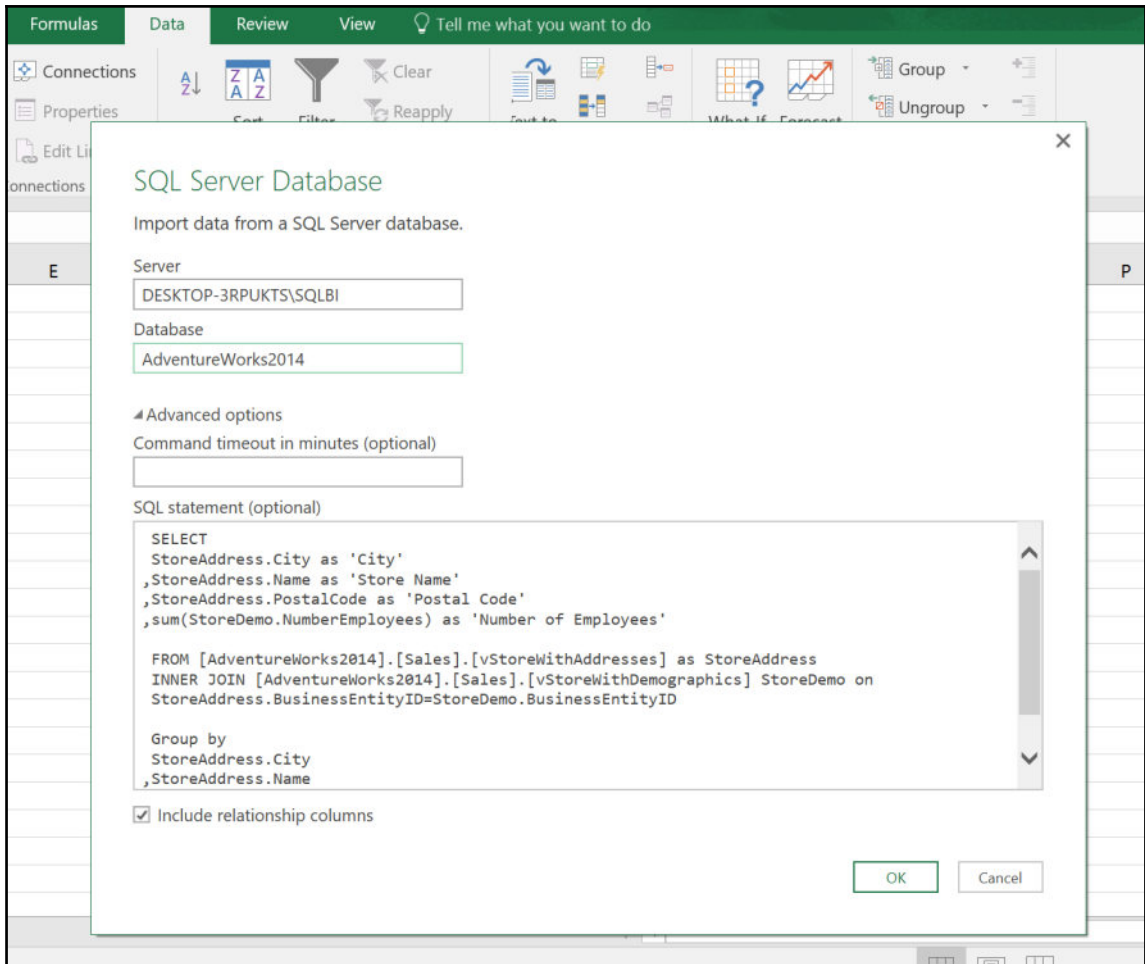 Formulas Data Review View Tell me what you want to do
Connections
Properties
Edit Li
onnections
Clear
Reapply
Group
Ungroup
SQL Server Database
Import data from a SQL Server database.
Server
DESKTOP-3RPUKTS\SQLBI
Database
AdventureWorks2014
Advanced options
Command timeout in minutes (optional)
SQL statement (optional)
SELECT
StoreAddress.City as 'City'
,StoreAddress.Name as 'Store Name'
,StoreAddress.PostalCode as 'Postal Code'
,sum(StoreDemo.NumberEmployees) as 'Number of Employees'
FROM [AdventureWorks2014].[Sales].[vStoreWithAddresses] as StoreAddress
INNER JOIN [AdventureWorks2014].[Sales].[vStoreWithDemographics] StoreDemo on
StoreAddress.BusinessEntityID=StoreDemo.BusinessEntityID
Group by
StoreAddress.City
,StoreAddress.Name
Include relationship columns
OK Cancel
E P